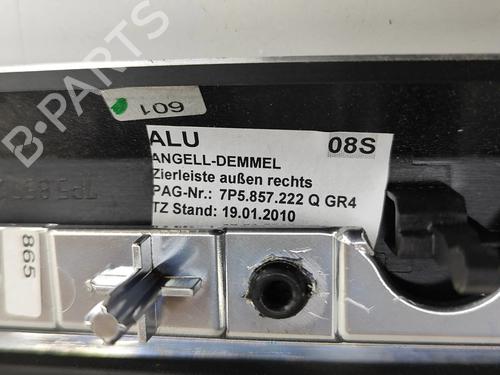 B-PARTS
601
ALU 08S
ANGELL-DEMMEL
Zierleiste außen rechts
PAG-Nr.: 7P5.857.222 Q GR4
TZ Stand: 19.01.2010
865